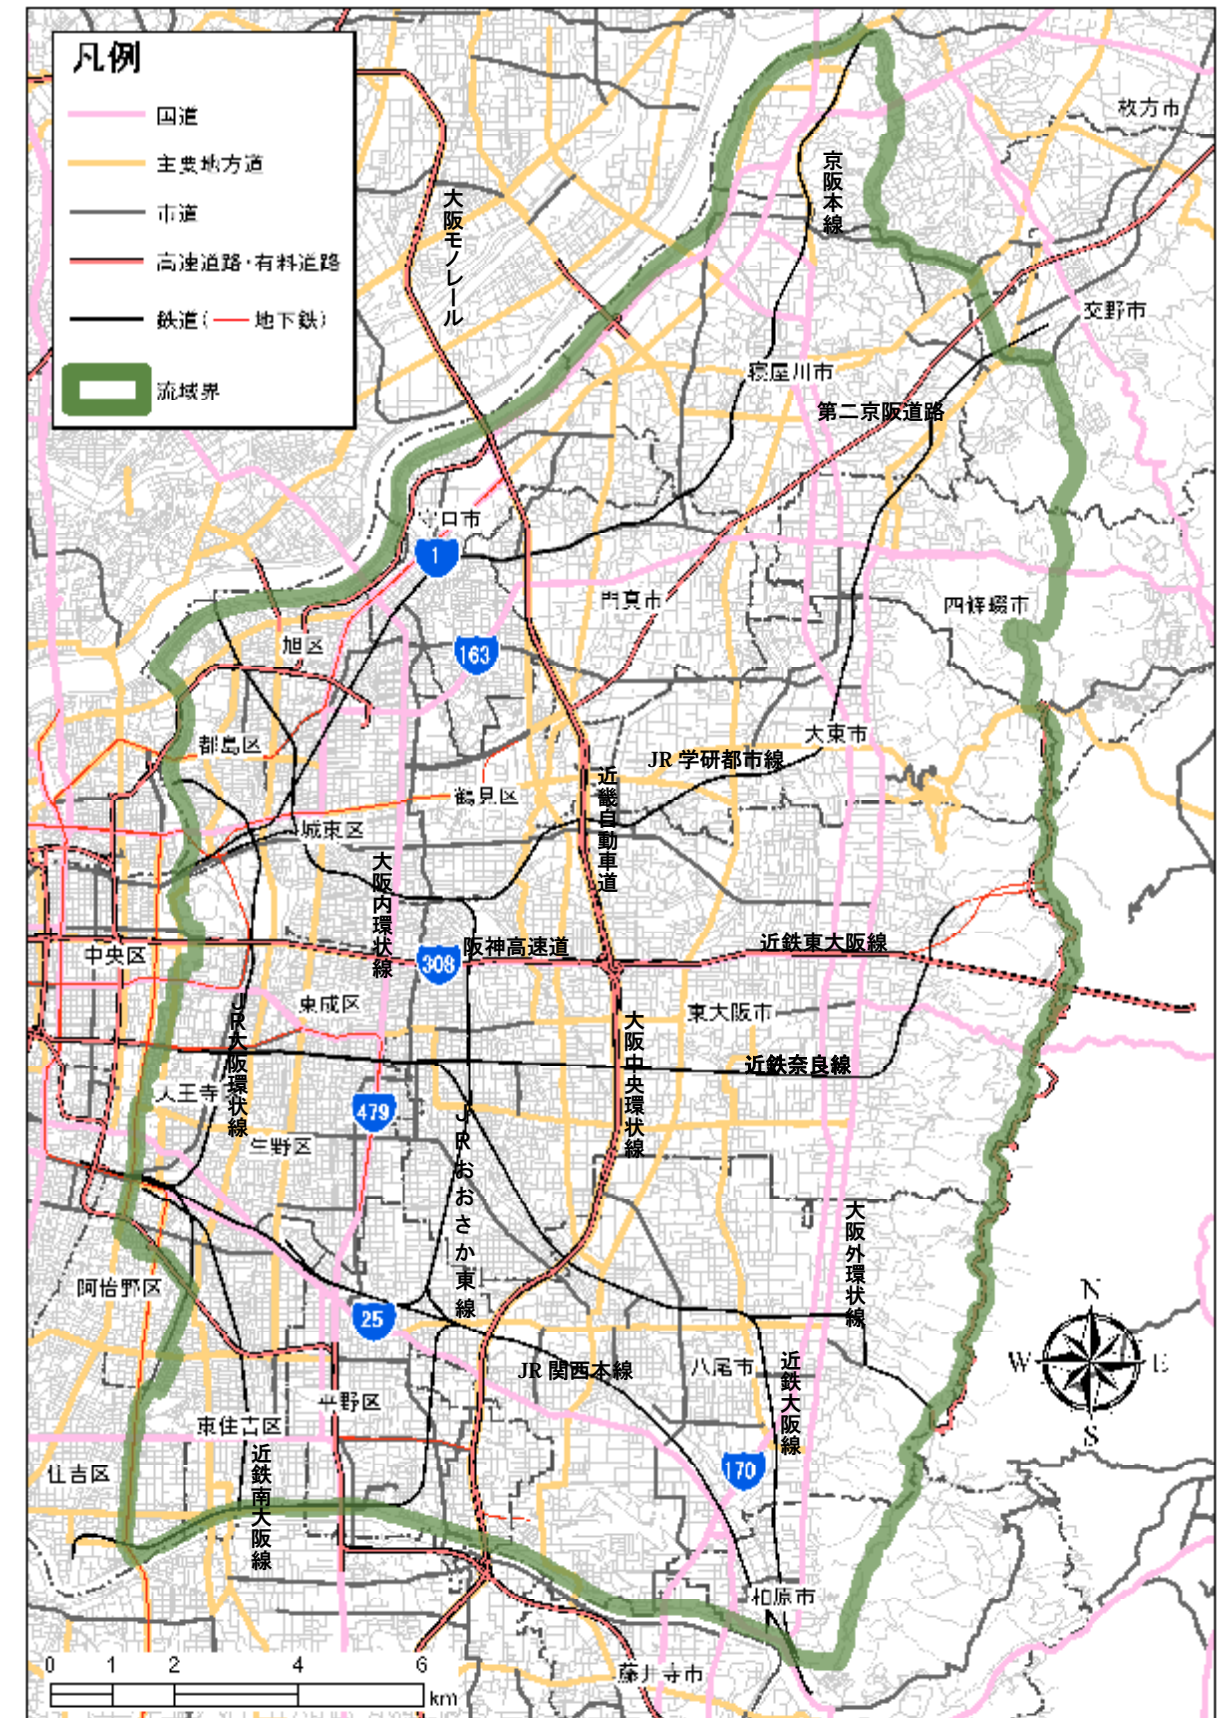 凡例
国道
主要地方道
市道
高速道路・有料道路
鉄道(——地下鉄)
流域界
枚方市
京阪本線
大阪モノレール
交野市
寝屋川市
第二京阪道路
口市
1
門真市
四條畷市
旭区
163
都島区
大東市
JR 学研都市線
鶴見区
近畿自動車道
城東区
大阪内環状線
中央区
308
阪神高速道
近鉄東大阪線
東成区
JR大阪環状線
東大阪市
大阪中央環状線
近鉄奈良線
天王寺
479
生野区
JRおおさか東線
大阪外環状線
阿倍野区
25
N
W
E
S
JR 関西本線
八尾市
近鉄大阪線
平野区
東住吉区
住吉区
近鉄南大阪線
170
柏原市
藤井寺市
0 1 2 4 6
km